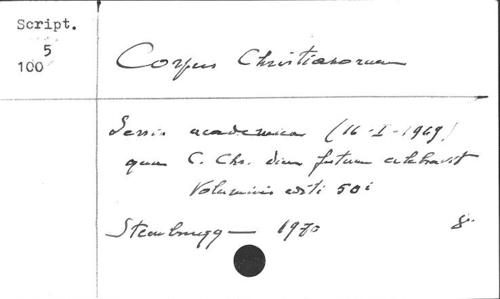 Script.
5
100
Corpus Christianorum
Sessio academica (16-I-1969)
quam C. Chr. diem festum celebravit
Voluminis editi 50i
Steenbrugge — 1970 8°